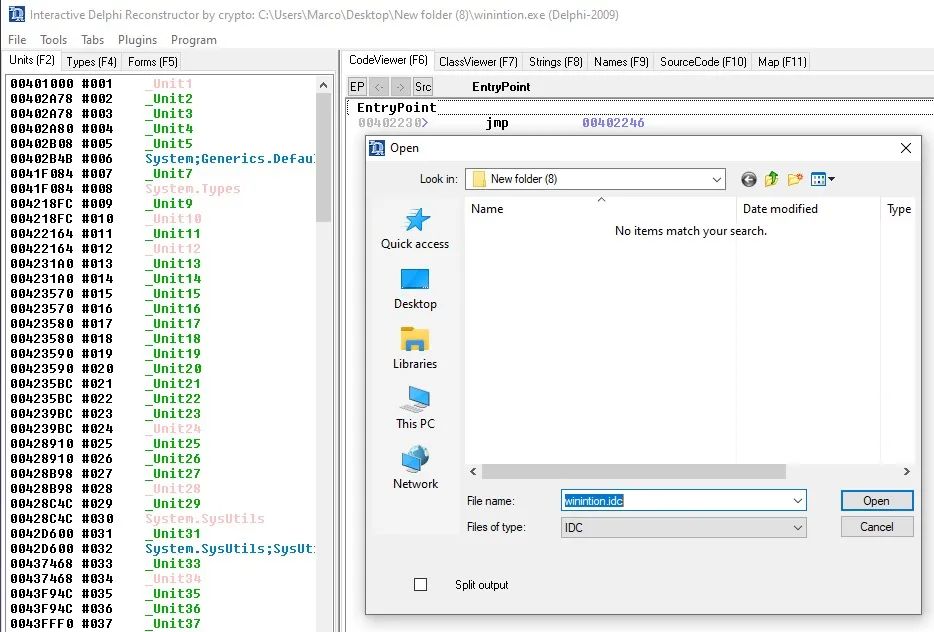 Interactive Delphi Reconstructor by crypto: C:\Users\Marco\Desktop\New folder (8)\winintion.exe (Delphi-2009)
File Tools Tabs Plugins Program
Units (F2) Types (F4) Forms (F5)
CodeViewer (F6) ClassViewer (F7) Strings (F8) Names (F9) SourceCode (F10) Map (F11)
00401000 #001 _Unit1
00402A78 #002 _Unit2
00402A78 #003 _Unit3
00402A80 #004 _Unit4
00402B08 #005 _Unit5
00402B4B #006 System;Generics.Defau
0041F084 #007 _Unit7
0041F084 #008 System.Types
004218FC #009 _Unit9
004218FC #010 _Unit10
00422164 #011 _Unit11
00422164 #012 _Unit12
004231A0 #013 _Unit13
004231A0 #014 _Unit14
00423570 #015 _Unit15
00423570 #016 _Unit16
00423580 #017 _Unit17
00423580 #018 _Unit18
00423590 #019 _Unit19
00423590 #020 _Unit20
004235BC #021 _Unit21
004235BC #022 _Unit22
004239BC #023 _Unit23
004239BC #024 _Unit24
00428910 #025 _Unit25
00428910 #026 _Unit26
00428B98 #027 _Unit27
00428B98 #028 _Unit28
00428C4C #029 _Unit29
00428C4C #030 System.SysUtils
0042D600 #031 _Unit31
0042D600 #032 System.SysUtils;SysUt
00437468 #033 _Unit33
00437468 #034 _Unit34
0043F94C #035 _Unit35
0043F94C #036 _Unit36
0043FFF0 #037 _Unit37
EP <- -> Src EntryPoint
EntryPoint
00402230> jmp 00402246
Open
Look in: New folder (8)
Name Date modified Type
No items match your search.
Quick access
Desktop
Libraries
This PC
Network
File name: winintion.idc Open
Files of type: IDC Cancel
Split output